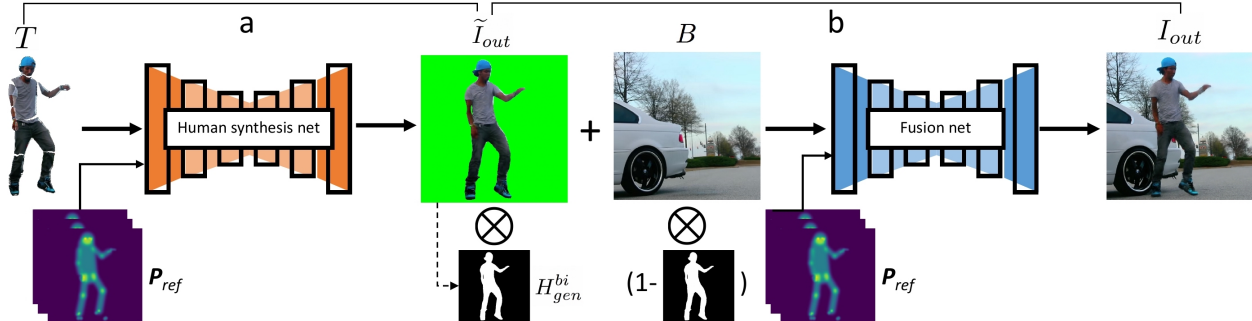 a
b
T
Ĩ_out
B
I_out
Human synthesis net
+
Fusion net
P_ref
H^bi_gen
(1- )
P_ref